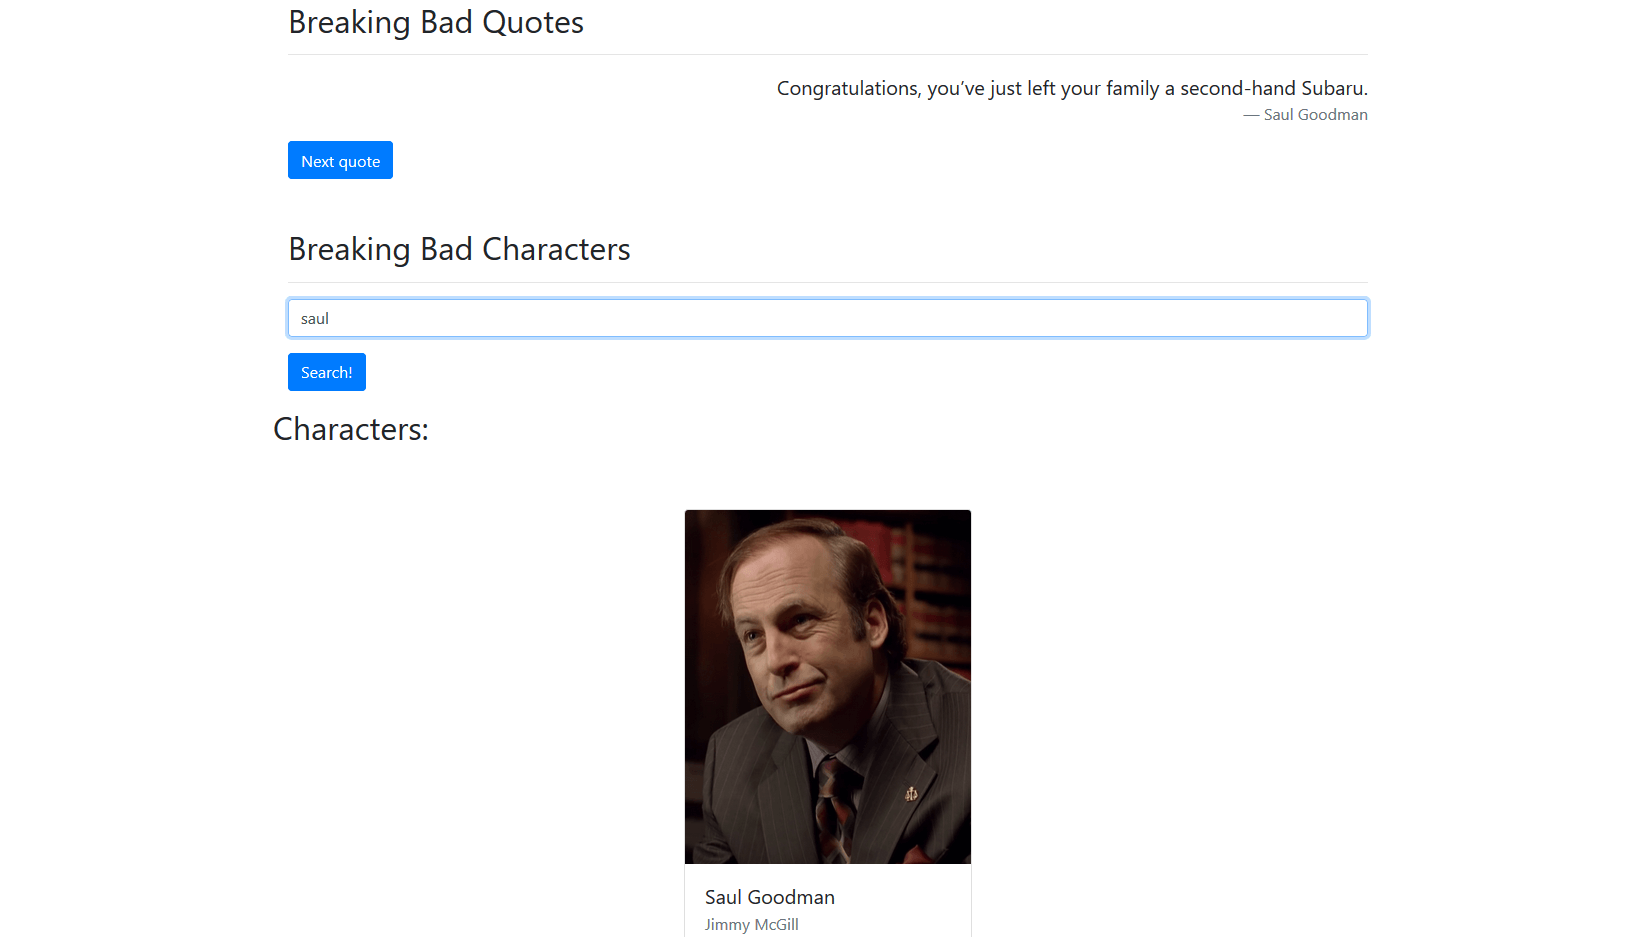 Breaking Bad Quotes
Congratulations, you’ve just left your family a second-hand Subaru.
— Saul Goodman
Next quote
Breaking Bad Characters
saul
Search!
Characters:
Saul Goodman
Jimmy McGill